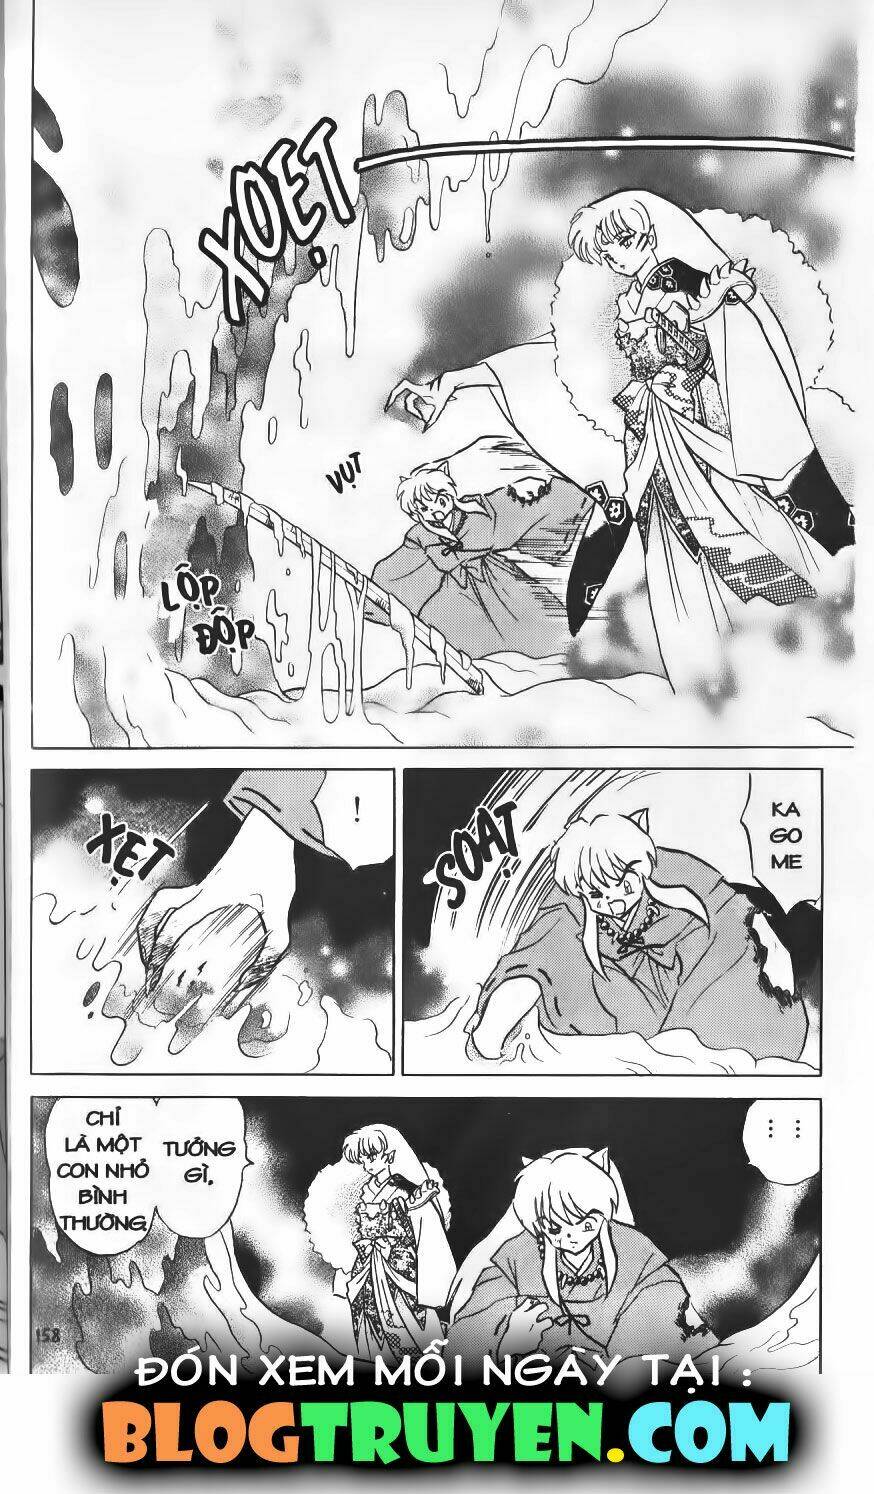 XOẸT
VỤT
LỘP
ĐỘP
KA
GO
ME
SOẠT
!
XẸT
......
TƯỞNG
GÌ,
CHỈ
LÀ MỘT
CON NHỎ
BÌNH
THƯỜNG.
158
ĐÓN XEM MỖI NGÀY TẠI :
BLOGTRUYEN.COM